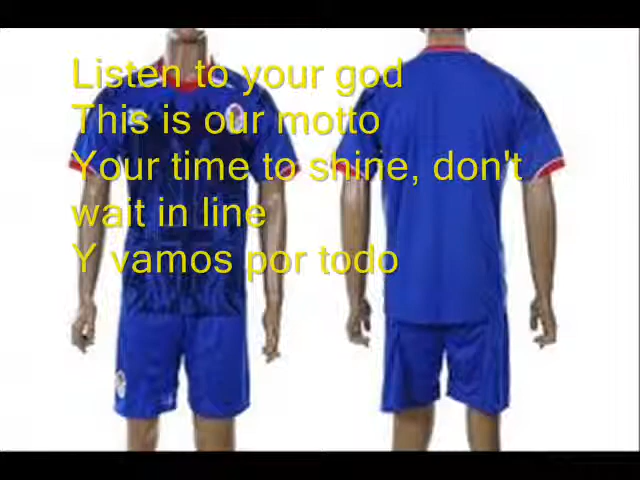 Listen to your god
This is our motto
Your time to shine, don't
wait in line
Y vamos por todo